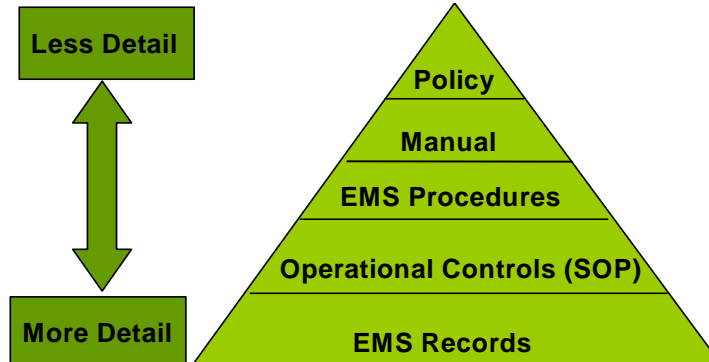 Less Detail
Policy
Manual
EMS Procedures
Operational Controls (SOP)
More Detail
EMS Records